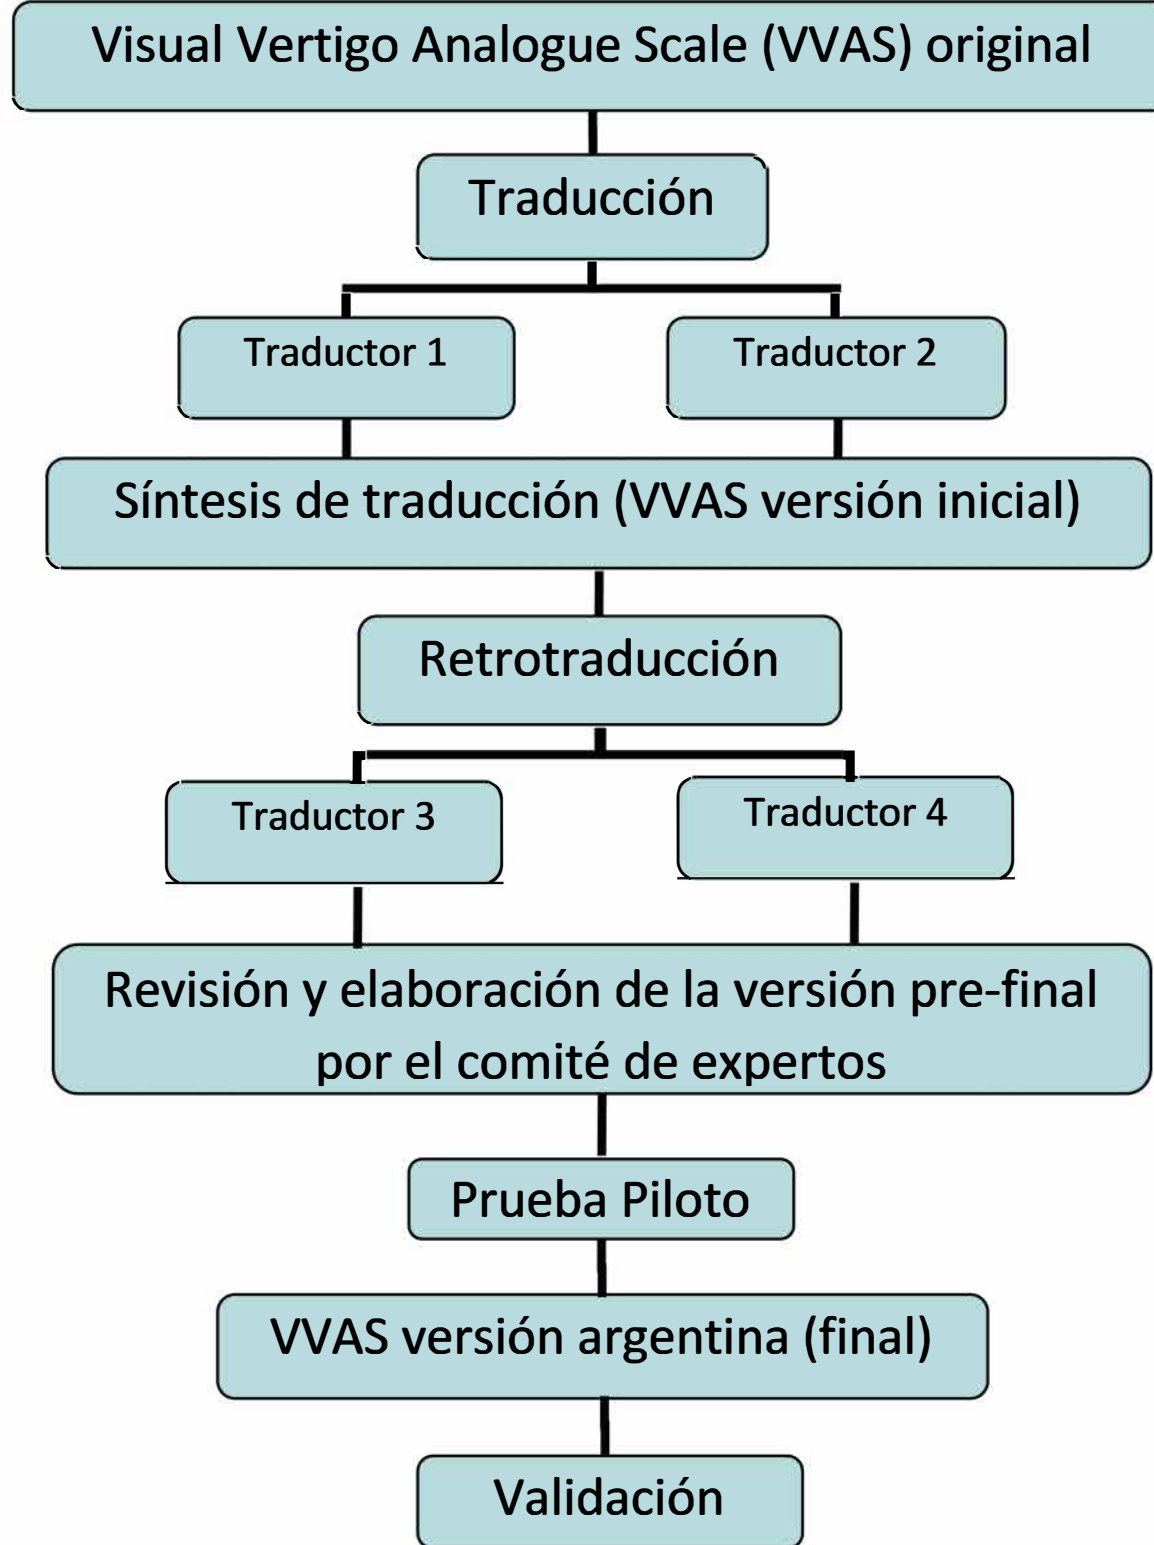 Visual Vertigo Analogue Scale (VVAS) original
Traducción
Traductor 1
Traductor 2
Síntesis de traducción (VVAS versión inicial)
Retrotraducción
Traductor 3
Traductor 4
Revisión y elaboración de la versión pre-final
por el comité de expertos
Prueba Piloto
VVAS versión argentina (final)
Validación